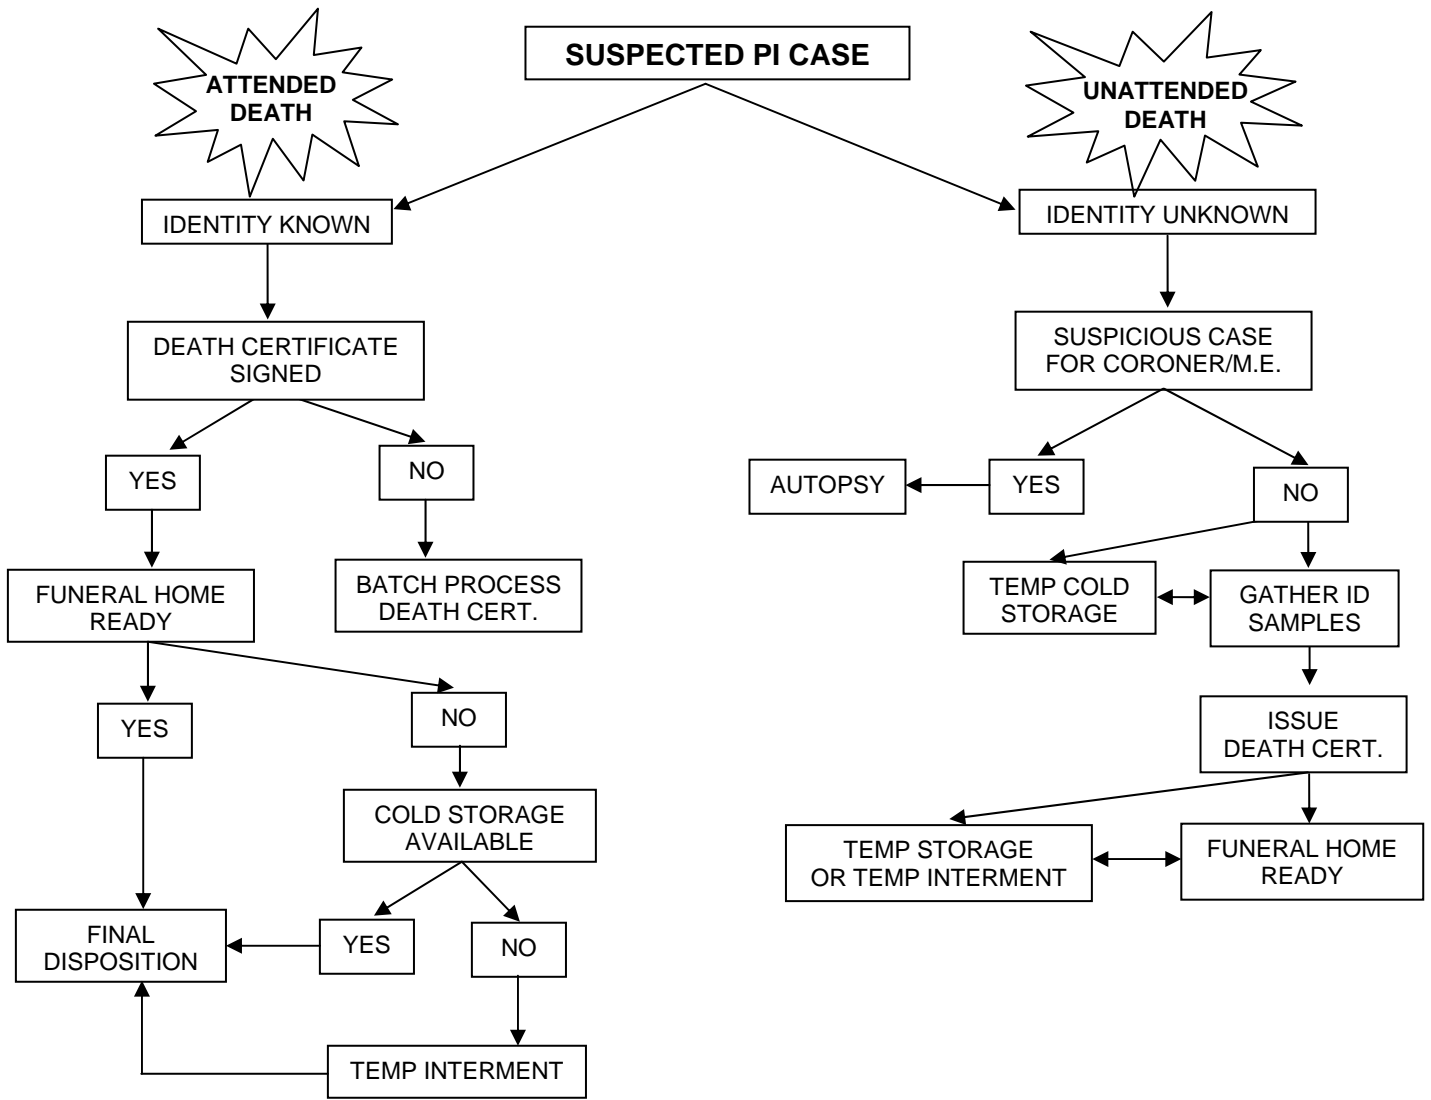 SUSPECTED PI CASE
ATTENDED
DEATH
UNATTENDED
DEATH
IDENTITY KNOWN
IDENTITY UNKNOWN
DEATH CERTIFICATE
SIGNED
SUSPICIOUS CASE
FOR CORONER/M.E.
YES
NO
AUTOPSY
YES
NO
FUNERAL HOME
READY
BATCH PROCESS
DEATH CERT.
TEMP COLD
STORAGE
GATHER ID
SAMPLES
YES
NO
ISSUE
DEATH CERT.
COLD STORAGE
AVAILABLE
TEMP STORAGE
OR TEMP INTERMENT
FUNERAL HOME
READY
FINAL
DISPOSITION
YES
NO
TEMP INTERMENT